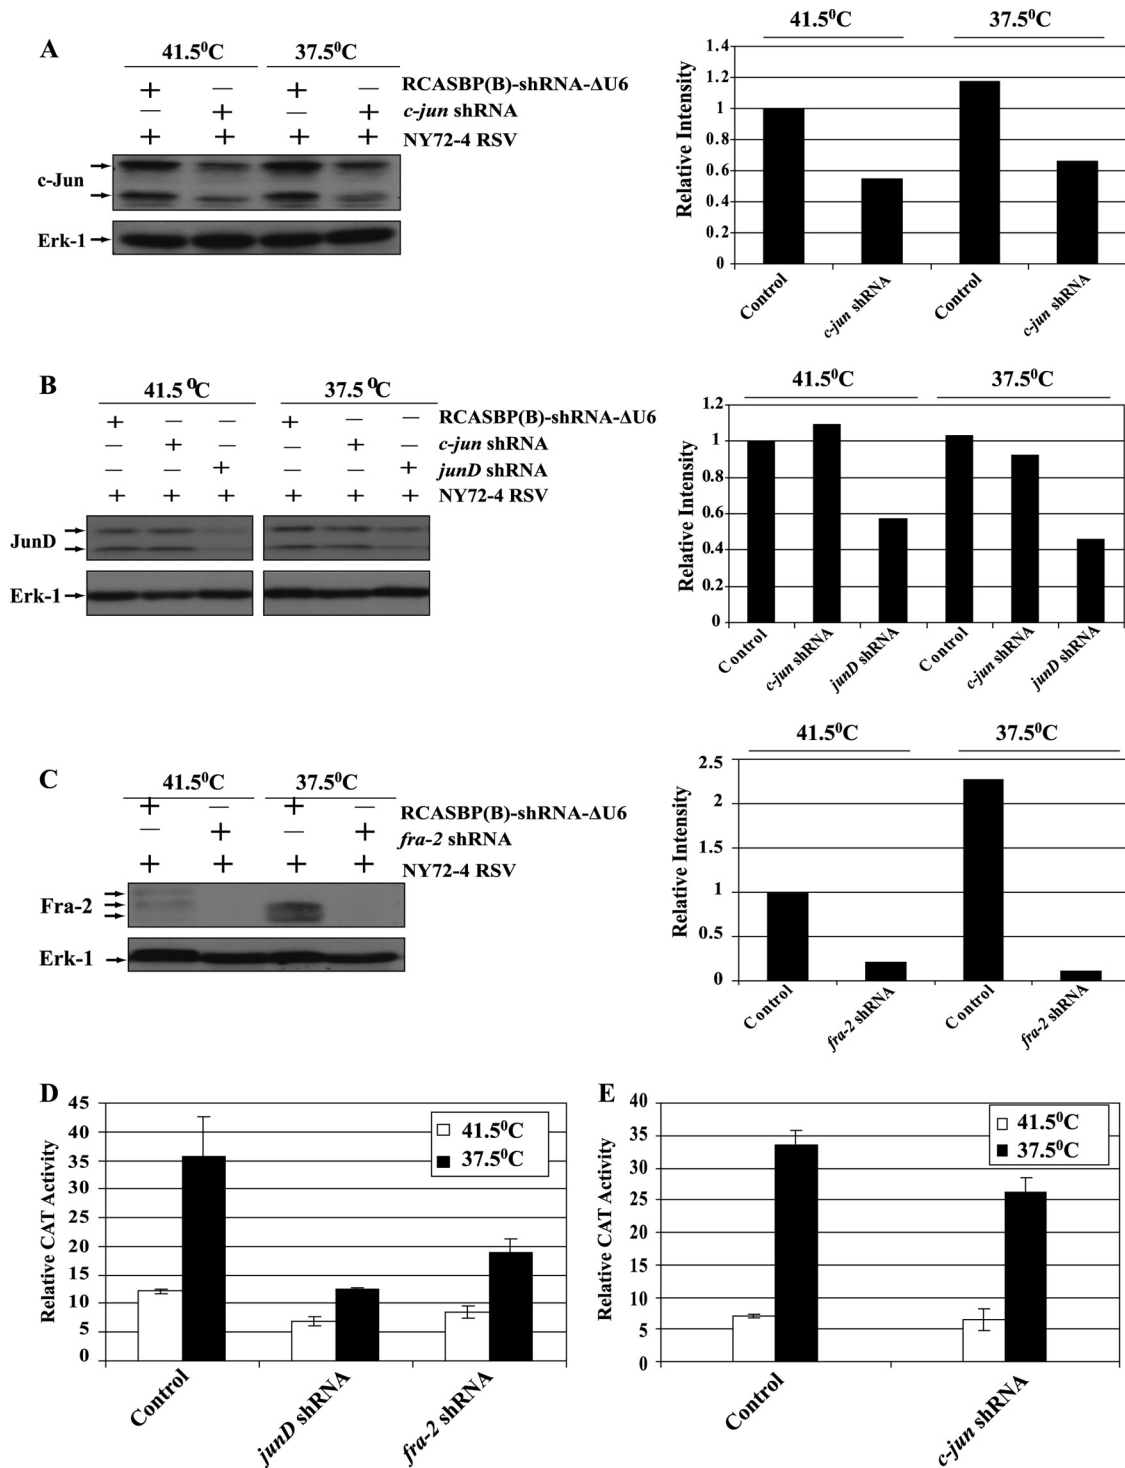 A
41.5⁰C 37.5⁰C
+ — + — RCASBP(B)-shRNA-ΔU6
— + — + c-jun shRNA
+ + + + NY72-4 RSV
c-Jun
Erk-1
41.5⁰C 37.5⁰C
Relative Intensity
1.4
1.2
1
0.8
0.6
0.4
0.2
0
Control
c-jun shRNA
Control
c-jun shRNA
B
41.5⁰C 37.5⁰C
+ — — + — — RCASBP(B)-shRNA-ΔU6
— + — — + — c-jun shRNA
— — + — — + junD shRNA
+ + + + + + NY72-4 RSV
JunD
Erk-1
41.5⁰C 37.5⁰C
Relative Intensity
1.2
1
0.8
0.6
0.4
0.2
0
Control
c-jun shRNA
junD shRNA
Control
c-jun shRNA
junD shRNA
C
41.5⁰C 37.5⁰C
+ — + — RCASBP(B)-shRNA-ΔU6
— + — + fra-2 shRNA
+ + + + NY72-4 RSV
Fra-2
Erk-1
41.5⁰C 37.5⁰C
Relative Intensity
2.5
2
1.5
1
0.5
0
Control
fra-2 shRNA
Control
fra-2 shRNA
D
Relative CAT Activity
45
40
35
30
25
20
15
10
5
0
41.5⁰C
37.5⁰C
Control
junD shRNA
fra-2 shRNA
E
Relative CAT Activity
40
35
30
25
20
15
10
5
0
41.5⁰C
37.5⁰C
Control
c-jun shRNA